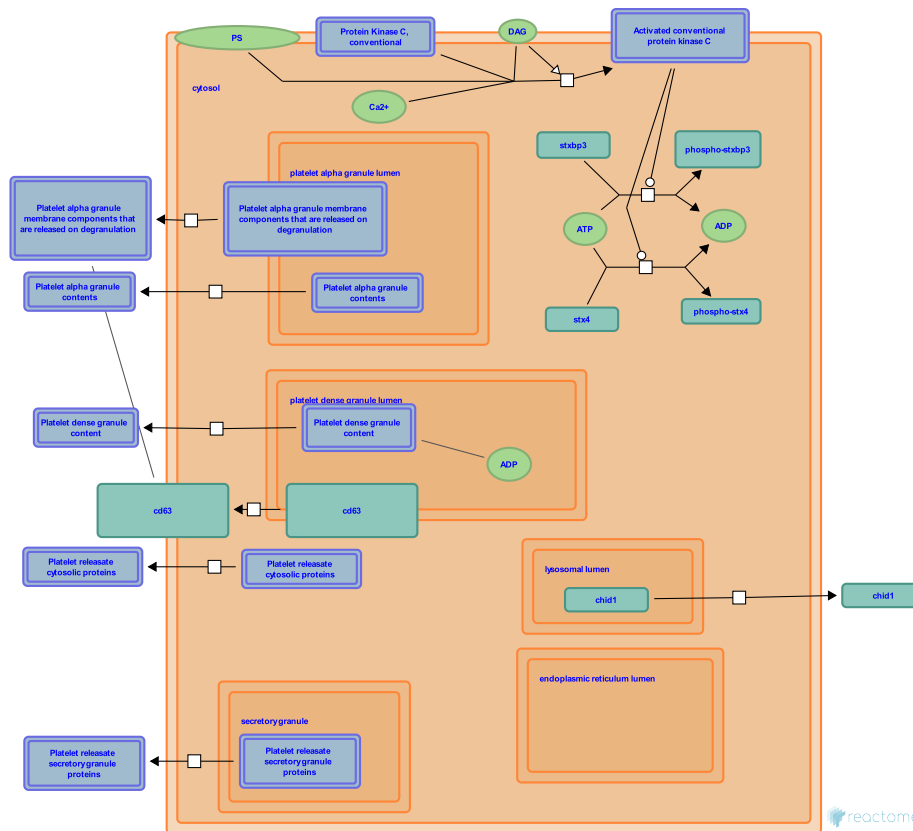 PS
Protein Kinase C,
conventional
DAG
Activated conventional
protein kinase C
cytosol
Ca2+
stxbp3
phospho-stxbp3
platelet alpha granule lumen
Platelet alpha granule
membrane components that
are released on degranulation
Platelet alpha granule membrane
components that are released on
degranulation
ATP
ADP
Platelet alpha granule
contents
Platelet alpha granule
contents
stx4
phospho-stx4
platelet dense granule lumen
Platelet dense granule
content
Platelet dense granule
content
ADP
cd63
cd63
Platelet releasate
cytosolic proteins
Platelet releasate
cytosolic proteins
lysosomal lumen
chid1
chid1
endoplasmic reticulum lumen
secretory granule
Platelet releasate
secretory granule
proteins
Platelet releasate
secretory granule
proteins
reactome